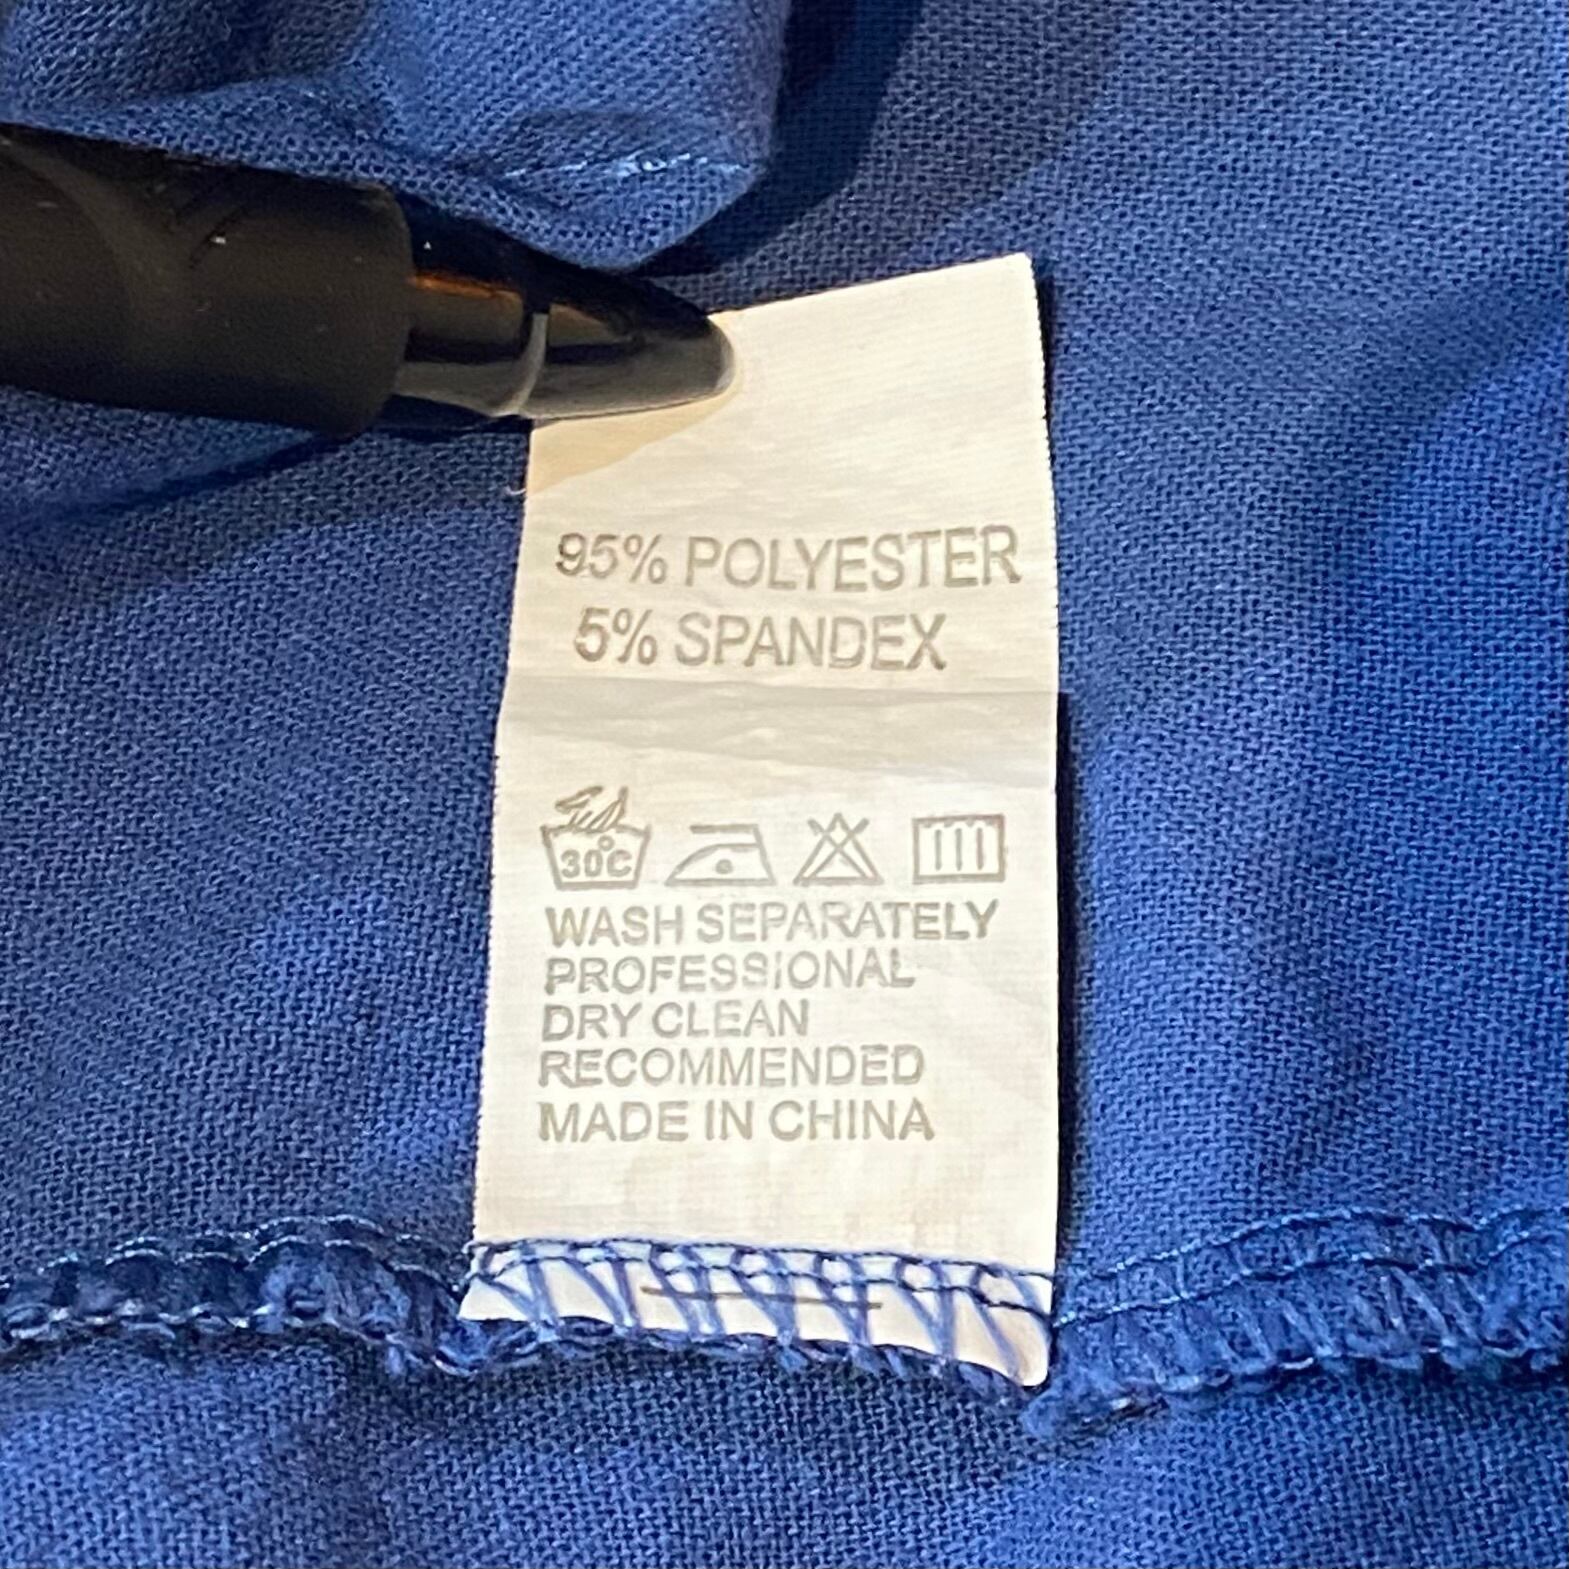 95% POLYESTER
5% SPANDEX
30°C
WASH SEPARATELY
PROFESSIONAL
DRY CLEAN
RECOMMENDED
MADE IN CHINA